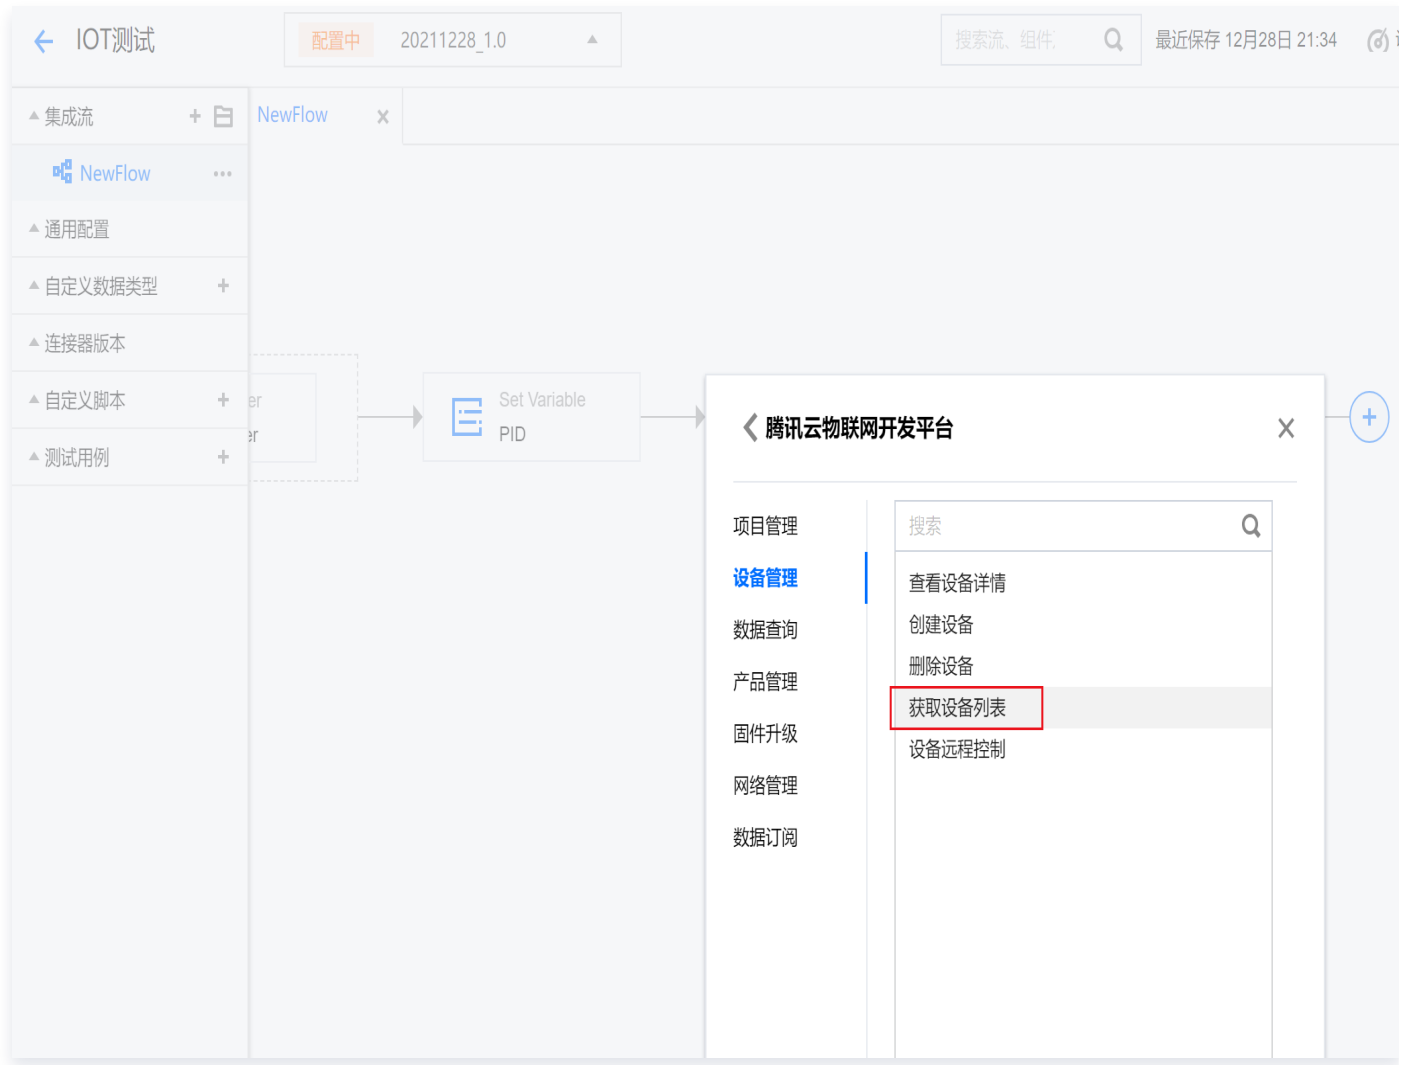 IOT测试
配置中 20211228_1.0
搜索流、组件
最近保存 12月28日 21:34
集成流
NewFlow
NewFlow
通用配置
自定义数据类型
连接器版本
自定义脚本
测试用例
er
er
Set Variable
PID
腾讯云物联网开发平台
项目管理
设备管理
数据查询
产品管理
固件升级
网络管理
数据订阅
搜索
查看设备详情
创建设备
删除设备
获取设备列表
设备远程控制